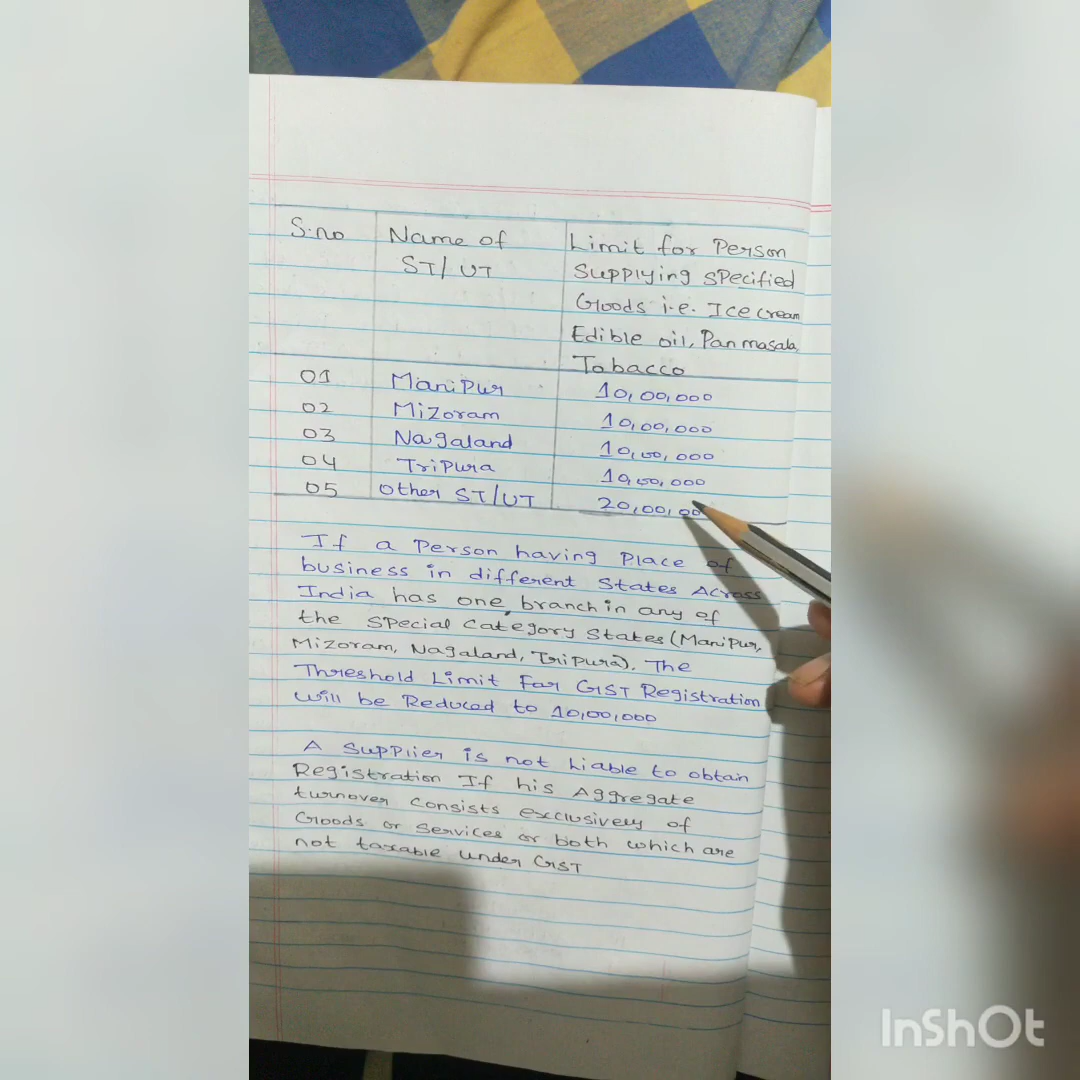 S.no Name of ST/UT Limit for Person Supplying specified Goods i.e. Ice cream Edible oil, Pan masala, Tobacco
01 Manipur 10,00,000
02 Mizoram 10,00,000
03 Nagaland 10,00,000
04 Tripura 10,00,000
05 Other ST/UT 20,00,00
If a Person having Place of
business in different States Across
India has one branch in any of
the Special Category States (Manipur,
Mizoram, Nagaland, Tripura). The
Threshold Limit For GST Registration
will be Reduced to 10,00,000
A Supplier is not Liable to obtain
Registration If his Aggregate
turnover consists exclusively of
Goods or Services or both which are
not taxable under GST
InShOt